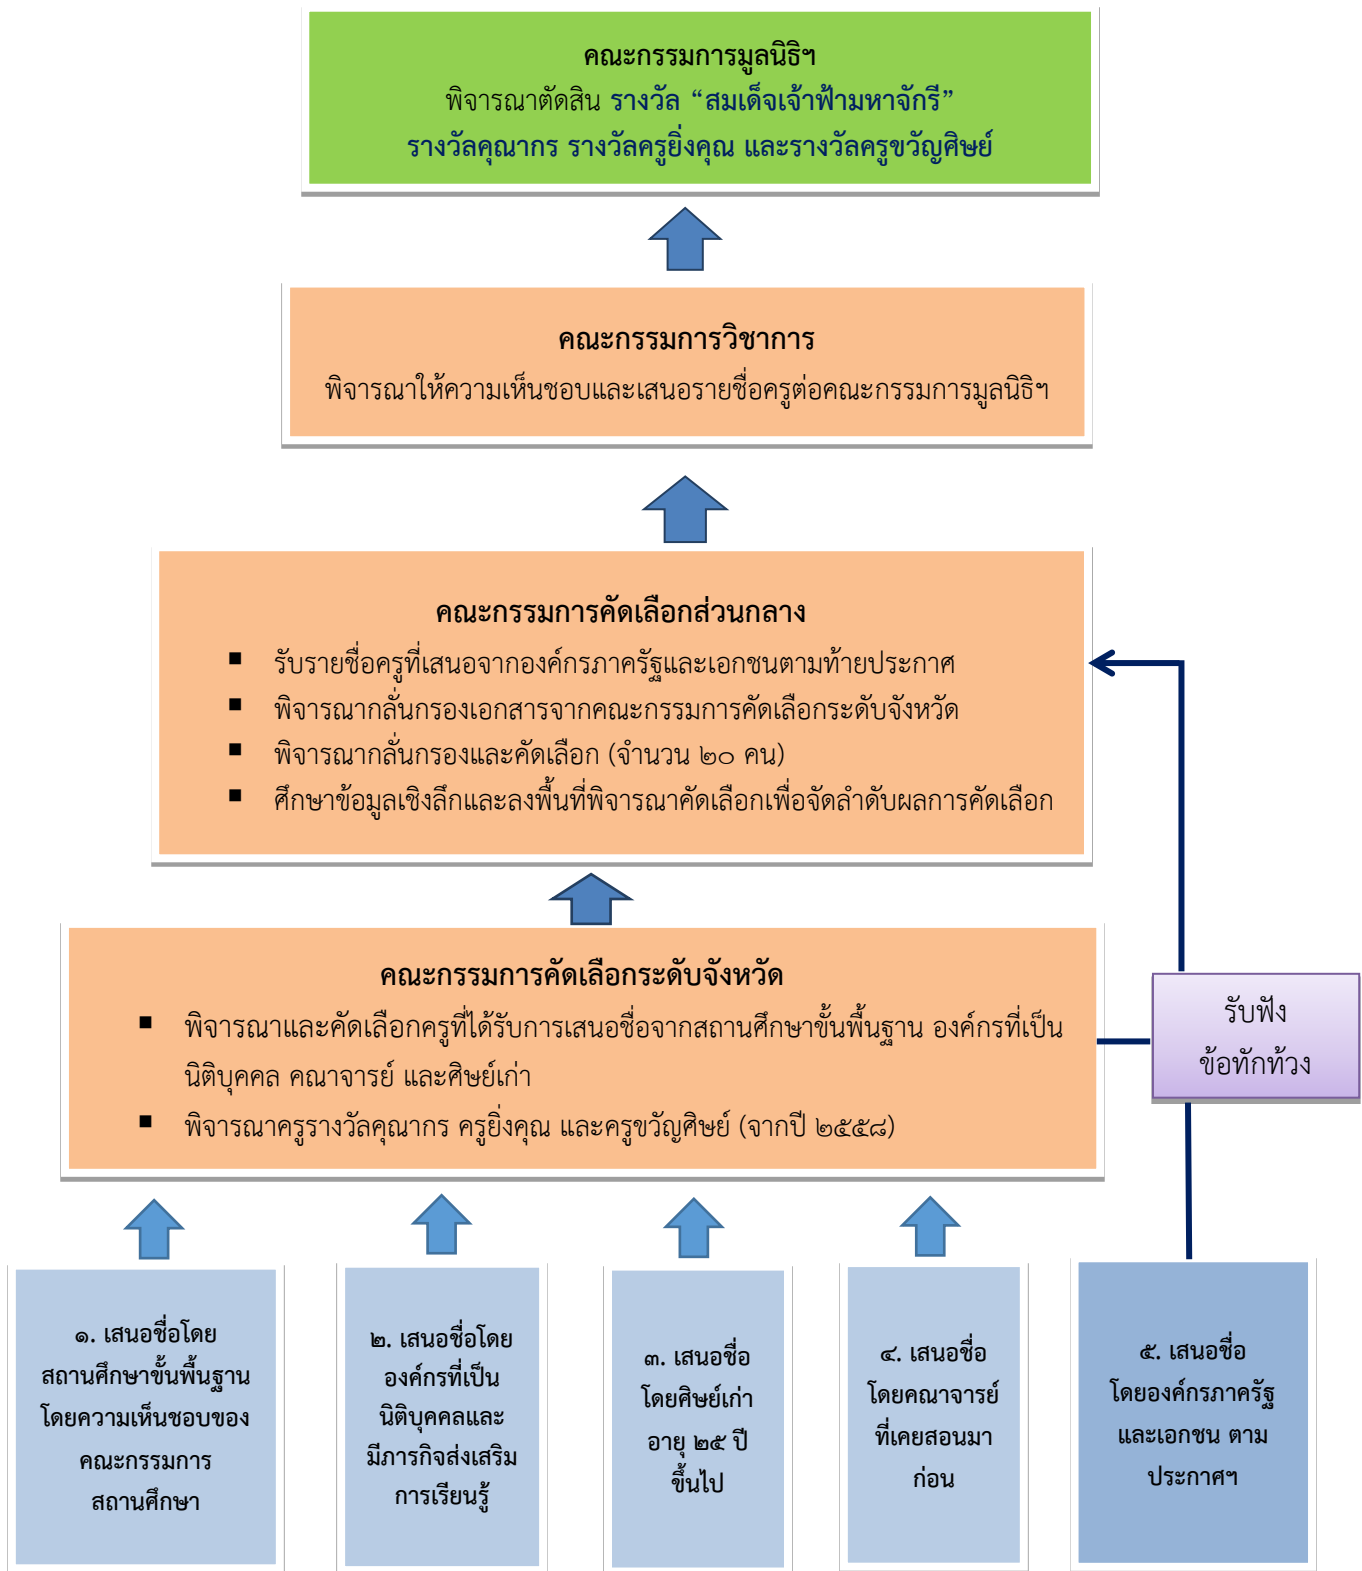 คณะกรรมการมูลนิธิฯ
พิจารณาตัดสิน รางวัล “สมเด็จเจ้าฟ้ามหาจักรี”
รางวัลคุณากร รางวัลครูยิ่งคุณ และรางวัลครูขวัญศิษย์
คณะกรรมการวิชาการ
พิจารณาให้ความเห็นชอบและเสนอรายชื่อครูต่อคณะกรรมการมูลนิธิฯ
คณะกรรมการคัดเลือกส่วนกลาง
▪ รับรายชื่อครูที่เสนอจากองค์กรภาครัฐและเอกชนตามท้ายประกาศ
▪ พิจารณากลั่นกรองเอกสารจากคณะกรรมการคัดเลือกระดับจังหวัด
▪ พิจารณากลั่นกรองและคัดเลือก (จำนวน ๒๐ คน)
▪ ศึกษาข้อมูลเชิงลึกและลงพื้นที่พิจารณาคัดเลือกเพื่อจัดลำดับผลการคัดเลือก
คณะกรรมการคัดเลือกระดับจังหวัด
▪ พิจารณาและคัดเลือกครูที่ได้รับการเสนอชื่อจากสถานศึกษาขั้นพื้นฐาน องค์กรที่เป็น
นิติบุคคล คณาจารย์ และศิษย์เก่า
▪ พิจารณาครูรางวัลคุณากร ครูยิ่งคุณ และครูขวัญศิษย์ (จากปี ๒๕๕๘)
รับฟัง
ข้อทักท้วง
๑. เสนอชื่อโดย
สถานศึกษาขั้นพื้นฐาน
โดยความเห็นชอบของ
คณะกรรมการ
สถานศึกษา
๒. เสนอชื่อโดย
องค์กรที่เป็น
นิติบุคคลและ
มีภารกิจส่งเสริม
การเรียนรู้
๓. เสนอชื่อ
โดยศิษย์เก่า
อายุ ๒๕ ปี
ขึ้นไป
๔. เสนอชื่อ
โดยคณาจารย์
ที่เคยสอนมา
ก่อน
๕. เสนอชื่อ
โดยองค์กรภาครัฐ
และเอกชน ตาม
ประกาศฯ